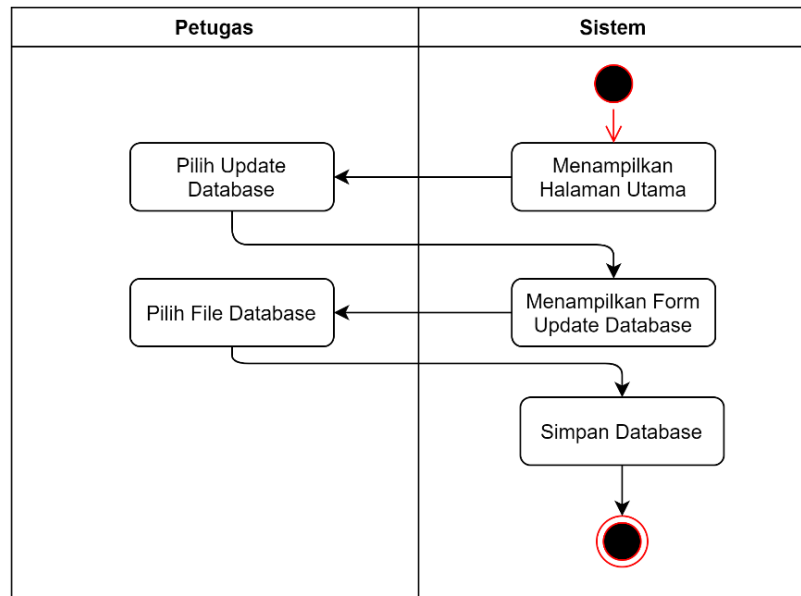 Petugas
Sistem
Pilih Update
Database
Menampilkan
Halaman Utama
Pilih File Database
Menampilkan Form
Update Database
Simpan Database